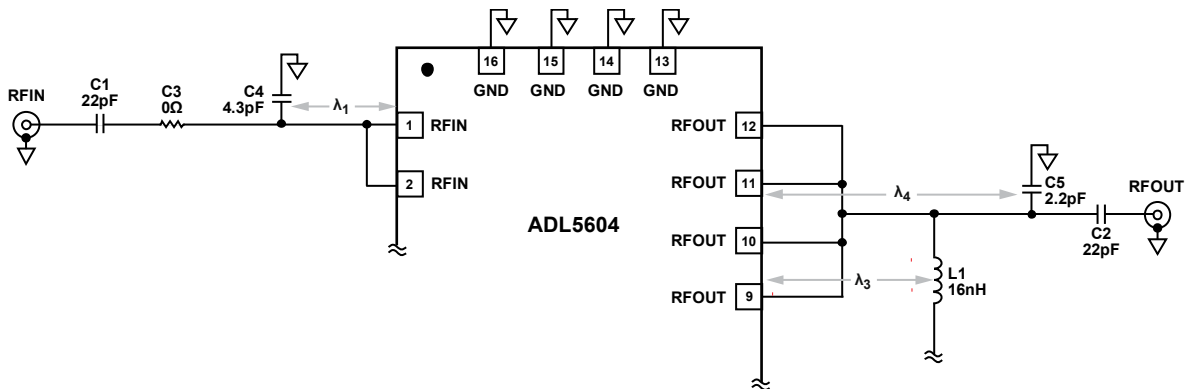 16
15
14
13
GND
GND
GND
GND
RFIN
C1
22pF
C3
0Ω
C4
4.3pF
λ1
1
RFIN
2
RFIN
ADL5604
RFOUT
12
RFOUT
11
RFOUT
10
RFOUT
9
λ4
λ3
L1
16nH
C5
2.2pF
C2
22pF
RFOUT